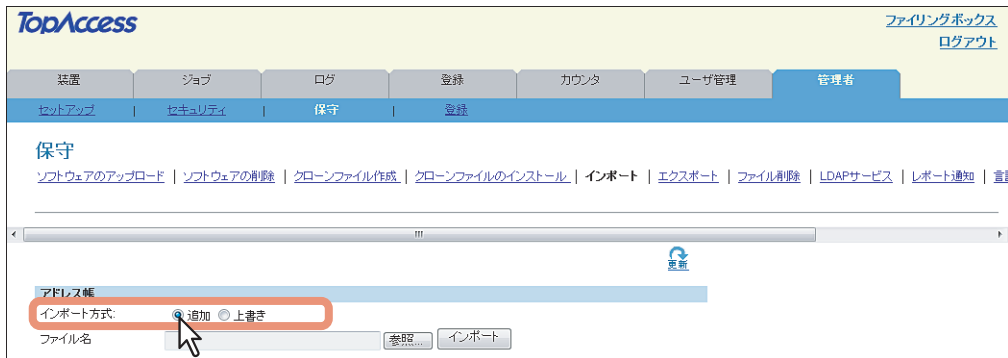 TopAccess
ファイリングボックス
ログアウト
装置 ジョブ ログ 登録 カウンタ ユーザ管理 管理者
セットアップ | セキュリティ | 保守 | 登録
保守
ソフトウェアのアップロード | ソフトウェアの削除 | クローンファイル作成 | クローンファイルのインストール | インポート | エクスポート | ファイル削除 | LDAPサービス | レポート通知 |
更新
アドレス帳
インポート方式: 追加 上書き
ファイル名 参照... インポート